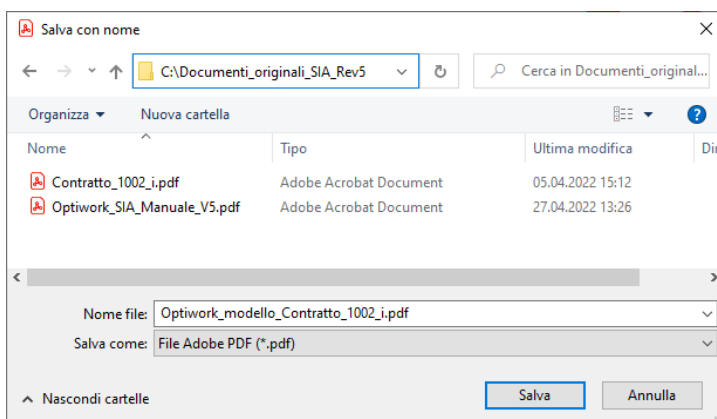 Salva con nome
C:\Documenti_originali_SIA_Rev5
Cerca in Documenti_original...
Organizza
Nuova cartella
?
Nome Tipo Ultima modifica Di
Contratto_1002_i.pdf Adobe Acrobat Document 05.04.2022 15:12
Optiwork_SIA_Manuale_V5.pdf Adobe Acrobat Document 27.04.2022 13:26
Nome file: Optiwork_modello_Contratto_1002_i.pdf
Salva come: File Adobe PDF (*.pdf)
Nascondi cartelle
Salva
Annulla